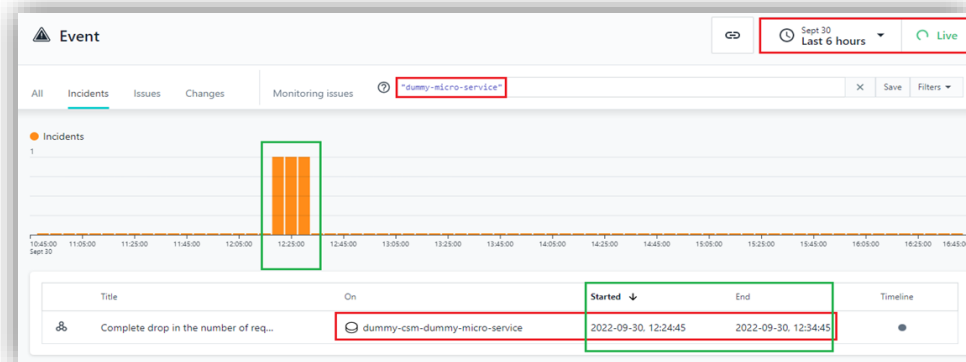 Event
Sept 30
Last 6 hours
Live
All
Incidents
Issues
Changes
Monitoring issues
"dummy-micro-service"
Save
Filters
Incidents
1
10:45:00 11:05:00 11:25:00 11:45:00 12:05:00 12:25:00 12:45:00 13:05:00 13:25:00 13:45:00 14:05:00 14:25:00 14:45:00 15:05:00 15:25:00 15:45:00 16:05:00 16:25:00 16:45:00
Sept 30
Title On Started End Timeline
Complete drop in the number of req... dummy-csm-dummy-micro-service 2022-09-30, 12:24:45 2022-09-30, 12:34:45